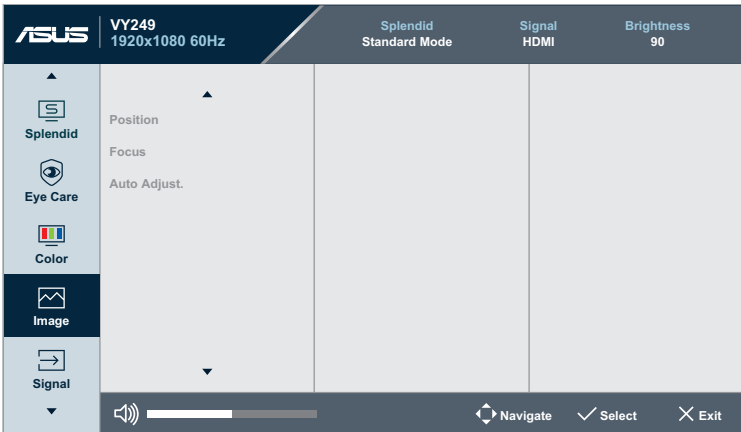 ASUS
VY249
1920x1080 60Hz
Splendid
Standard Mode
Signal
HDMI
Brightness
90
Splendid
Eye Care
Color
Image
Signal
Position
Focus
Auto Adjust.
Navigate
Select
Exit